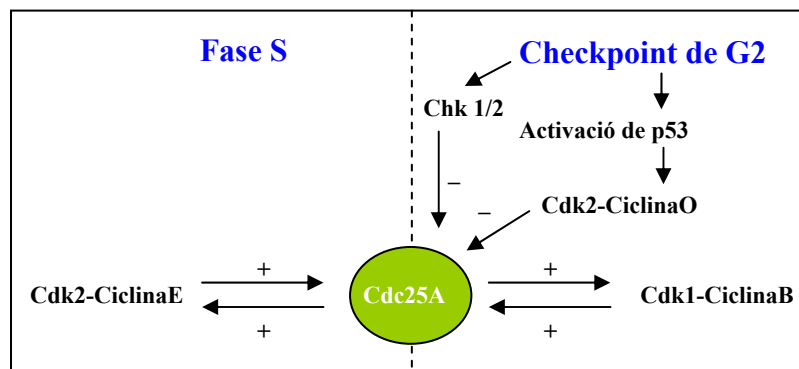 Fase S
Checkpoint de G2
Chk 1/2
Activació de p53
–
–
Cdk2-CiclinaO
+
+
Cdk2-CiclinaE
Cdc25A
Cdk1-CiclinaB
+
+